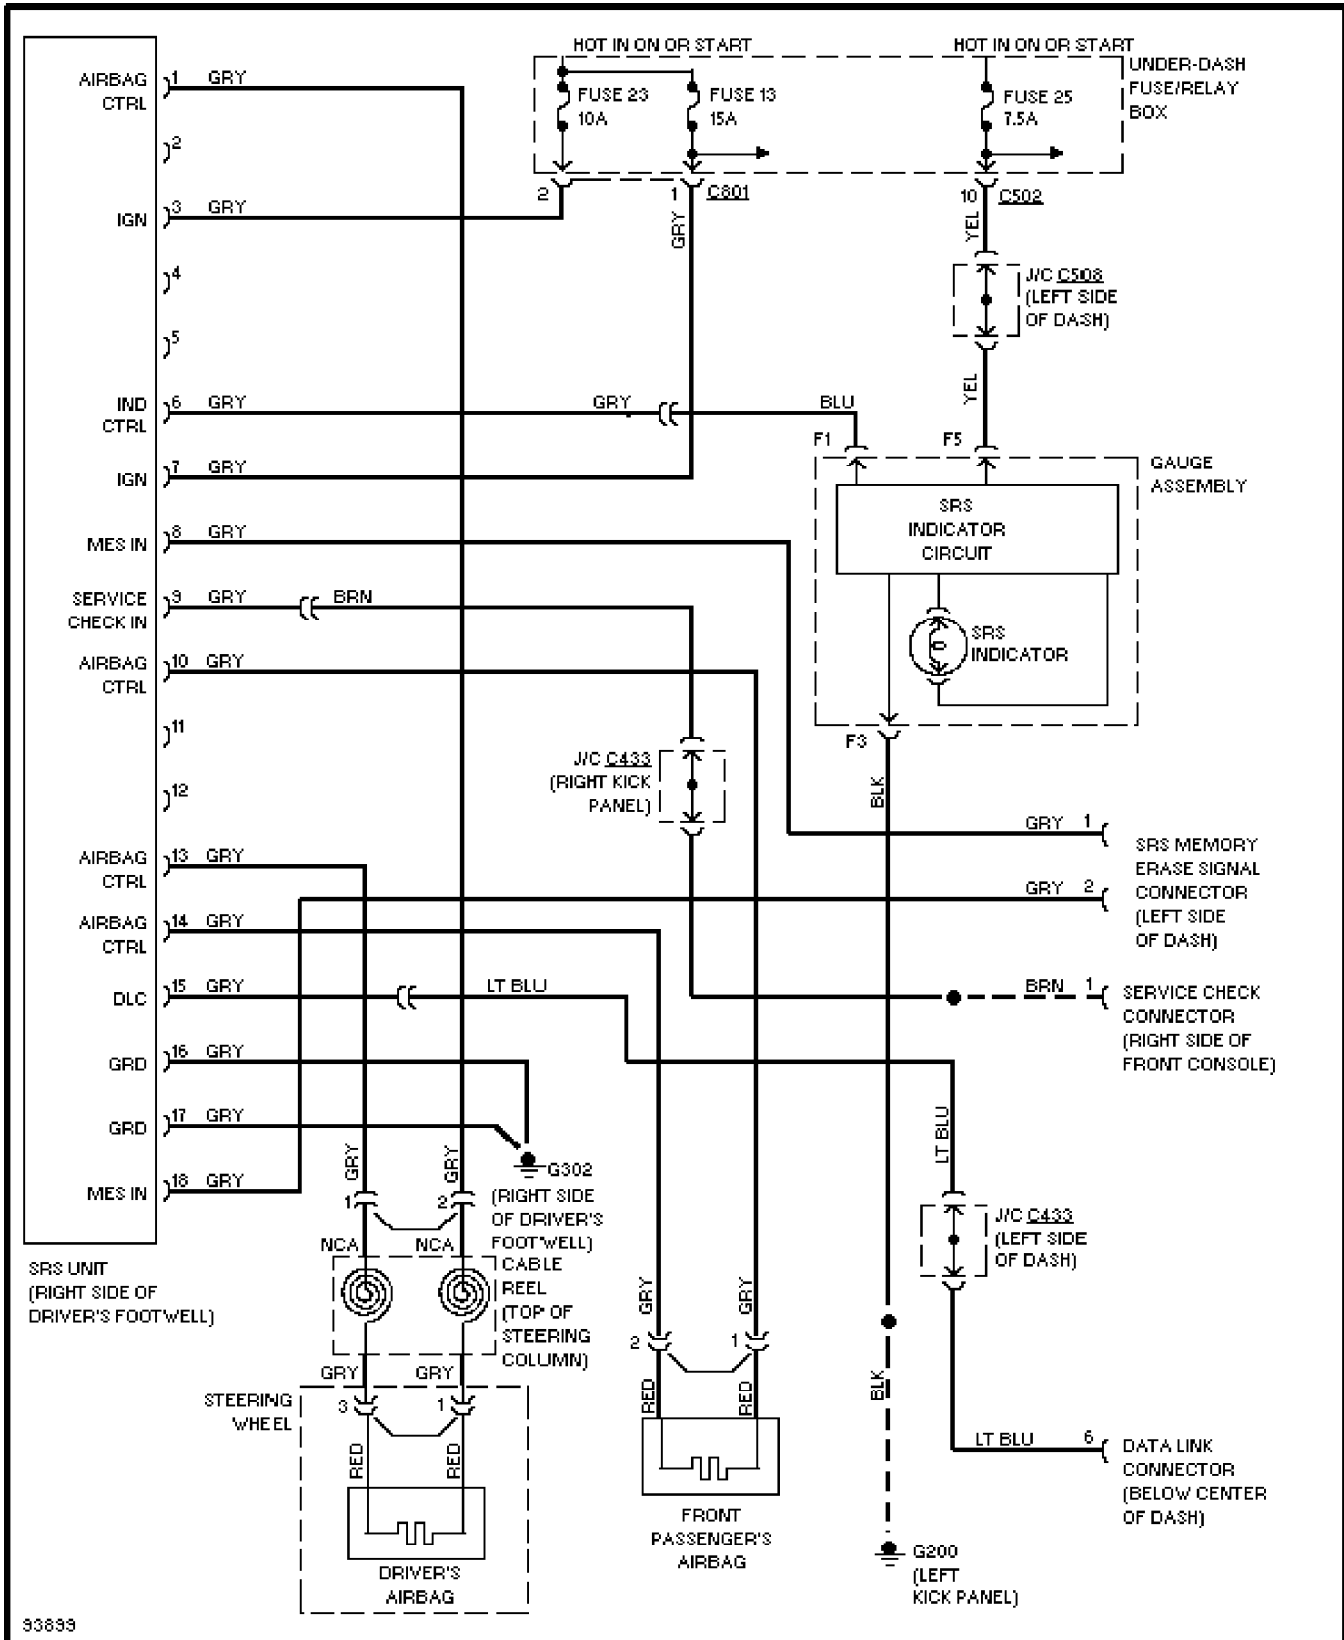 HOT IN ON OR START
HOT IN ON OR START
UNDER-DASH
FUSE/RELAY
BOX
FUSE 23
10A
FUSE 13
15A
FUSE 25
7.5A
2
1
C801
10
C502
GRY
YEL
J/C C508
(LEFT SIDE
OF DASH)
YEL
AIRBAG
CTRL
1
GRY
2
IGN
3
GRY
4
5
IND
CTRL
6
GRY
GRY
BLU
F1
F5
GAUGE
ASSEMBLY
IGN
7
GRY
SRS
INDICATOR
CIRCUIT
MES IN
8
GRY
SERVICE
CHECK IN
9
GRY
BRN
SRS
INDICATOR
AIRBAG
CTRL
10
GRY
11
F3
J/C C433
(RIGHT KICK
PANEL)
BLK
12
GRY
1
SRS MEMORY
ERASE SIGNAL
CONNECTOR
(LEFT SIDE
OF DASH)
GRY
2
AIRBAG
CTRL
13
GRY
AIRBAG
CTRL
14
GRY
DLC
15
GRY
LT BLU
BRN
1
SERVICE CHECK
CONNECTOR
(RIGHT SIDE OF
FRONT CONSOLE)
GRD
16
GRY
GRD
17
GRY
LT BLU
MES IN
18
GRY
GRY
GRY
1
2
G302
(RIGHT SIDE
OF DRIVER'S
FOOTWELL)
J/C C433
(LEFT SIDE
OF DASH)
SRS UNIT
(RIGHT SIDE OF
DRIVER'S FOOTWELL)
NCA
NCA
CABLE
REEL
(TOP OF
STEERING
COLUMN)
GRY
GRY
2
1
GRY
GRY
RED
RED
BLK
STEERING
WHEEL
3
1
RED
RED
LT BLU
6
DATA LINK
CONNECTOR
(BELOW CENTER
OF DASH)
FRONT
PASSENGER'S
AIRBAG
DRIVER'S
AIRBAG
G200
(LEFT
KICK PANEL)
93899